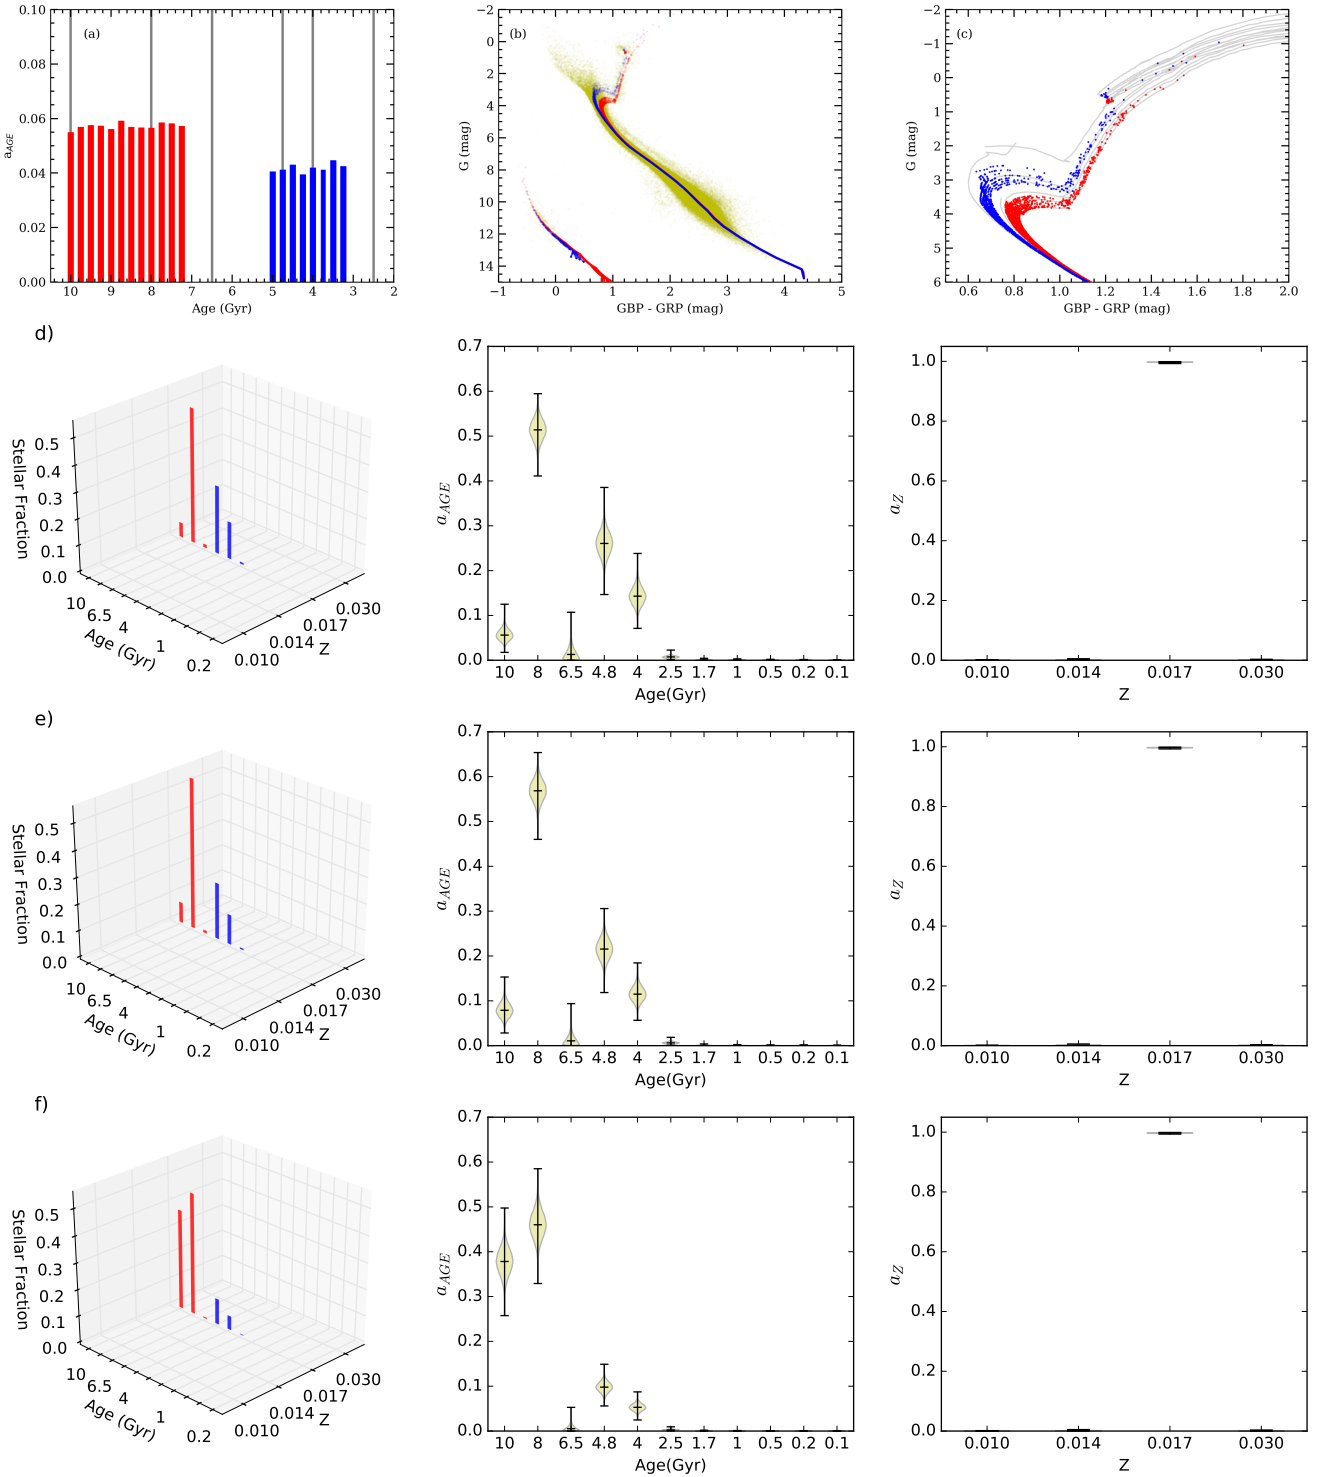 (a)
0.10
0.08
0.06
0.04
0.02
0.00
a_AGE
10 9 8 7 6 5 4 3 2
Age (Gyr)
(b)
−2
0
2
4
6
8
10
12
14
G (mag)
−1 0 1 2 3 4 5
GBP - GRP (mag)
(c)
−2
−1
0
1
2
3
4
5
6
G (mag)
0.6 0.8 1.0 1.2 1.4 1.6 1.8 2.0
GBP - GRP (mag)
d)
Stellar Fraction
0.5
0.4
0.3
0.2
0.1
0.0
10 6.5 4 1 0.2
Age (Gyr)
0.010 0.014 0.017 0.030
Z
0.7
0.6
0.5
0.4
0.3
0.2
0.1
0.0
a_AGE
10 8 6.5 4.8 4 2.5 1.7 1 0.5 0.2 0.1
Age(Gyr)
1.0
0.8
0.6
0.4
0.2
0.0
a_Z
0.010 0.014 0.017 0.030
Z
e)
Stellar Fraction
0.5
0.4
0.3
0.2
0.1
0.0
10 6.5 4 1 0.2
Age (Gyr)
0.010 0.014 0.017 0.030
Z
0.7
0.6
0.5
0.4
0.3
0.2
0.1
0.0
a_AGE
10 8 6.5 4.8 4 2.5 1.7 1 0.5 0.2 0.1
Age(Gyr)
1.0
0.8
0.6
0.4
0.2
0.0
a_Z
0.010 0.014 0.017 0.030
Z
f)
Stellar Fraction
0.5
0.4
0.3
0.2
0.1
0.0
10 6.5 4 1 0.2
Age (Gyr)
0.010 0.014 0.017 0.030
Z
0.7
0.6
0.5
0.4
0.3
0.2
0.1
0.0
a_AGE
10 8 6.5 4.8 4 2.5 1.7 1 0.5 0.2 0.1
Age(Gyr)
1.0
0.8
0.6
0.4
0.2
0.0
a_Z
0.010 0.014 0.017 0.030
Z